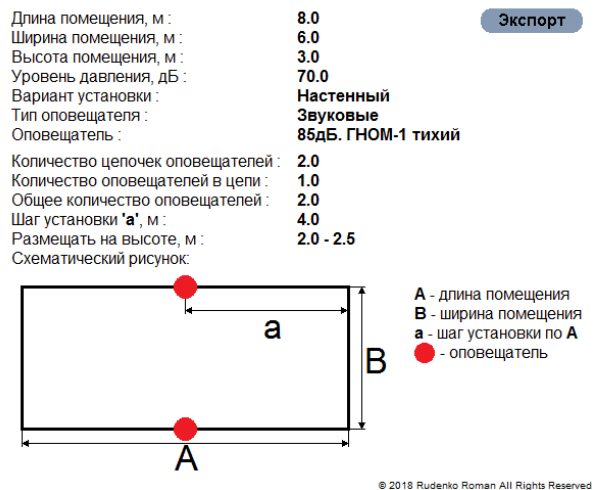 Длина помещения, м : 8.0
Экспорт
Ширина помещения, м : 6.0
Высота помещения, м : 3.0
Уровень давления, дБ : 70.0
Вариант установки : Настенный
Тип оповещателя : Звуковые
Оповещатель : 85дБ. ГНОМ-1 тихий
Количество цепочек оповещателей : 2.0
Количество оповещателей в цепи : 1.0
Общее количество оповещателей : 2.0
Шаг установки 'а', м : 4.0
Размещать на высоте, м : 2.0 - 2.5
Схематический рисунок:
a
B
A
A - длина помещения
B - ширина помещения
a - шаг установки по A
- оповещатель
© 2018 Rudenko Roman All Rights Reserved